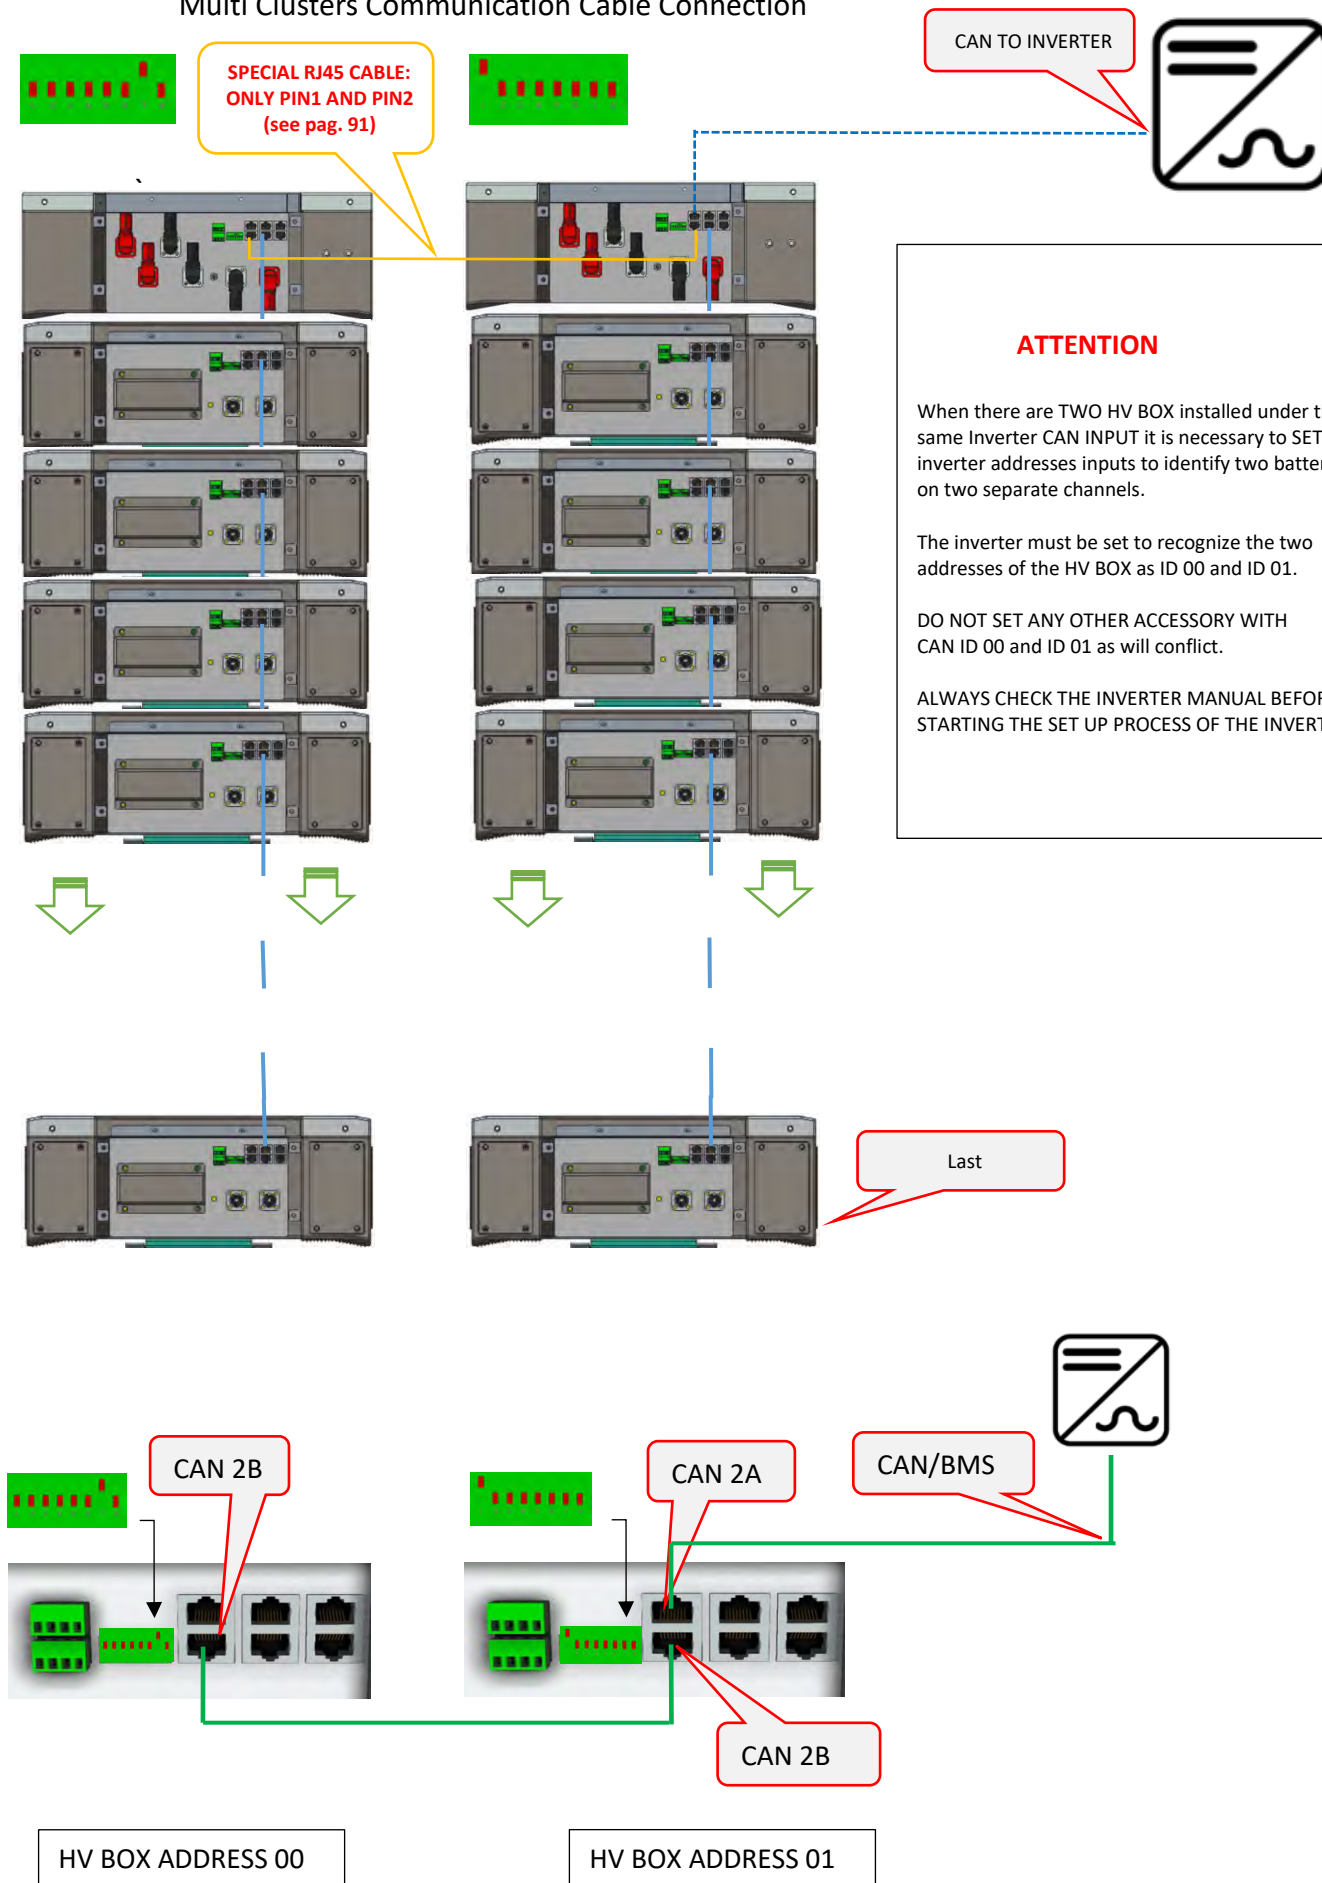 Multi Clusters Communication Cable Connection
CAN TO INVERTER
SPECIAL RJ45 CABLE:
ONLY PIN1 AND PIN2
(see pag. 91)
ATTENTION
When there are TWO HV BOX installed under t
same Inverter CAN INPUT it is necessary to SET
inverter addresses inputs to identify two batter
on two separate channels.
The inverter must be set to recognize the two
addresses of the HV BOX as ID 00 and ID 01.
DO NOT SET ANY OTHER ACCESSORY WITH
CAN ID 00 and ID 01 as will conflict.
ALWAYS CHECK THE INVERTER MANUAL BEFOR
STARTING THE SET UP PROCESS OF THE INVERT
Last
CAN 2B
CAN 2A
CAN/BMS
CAN 2B
HV BOX ADDRESS 00
HV BOX ADDRESS 01